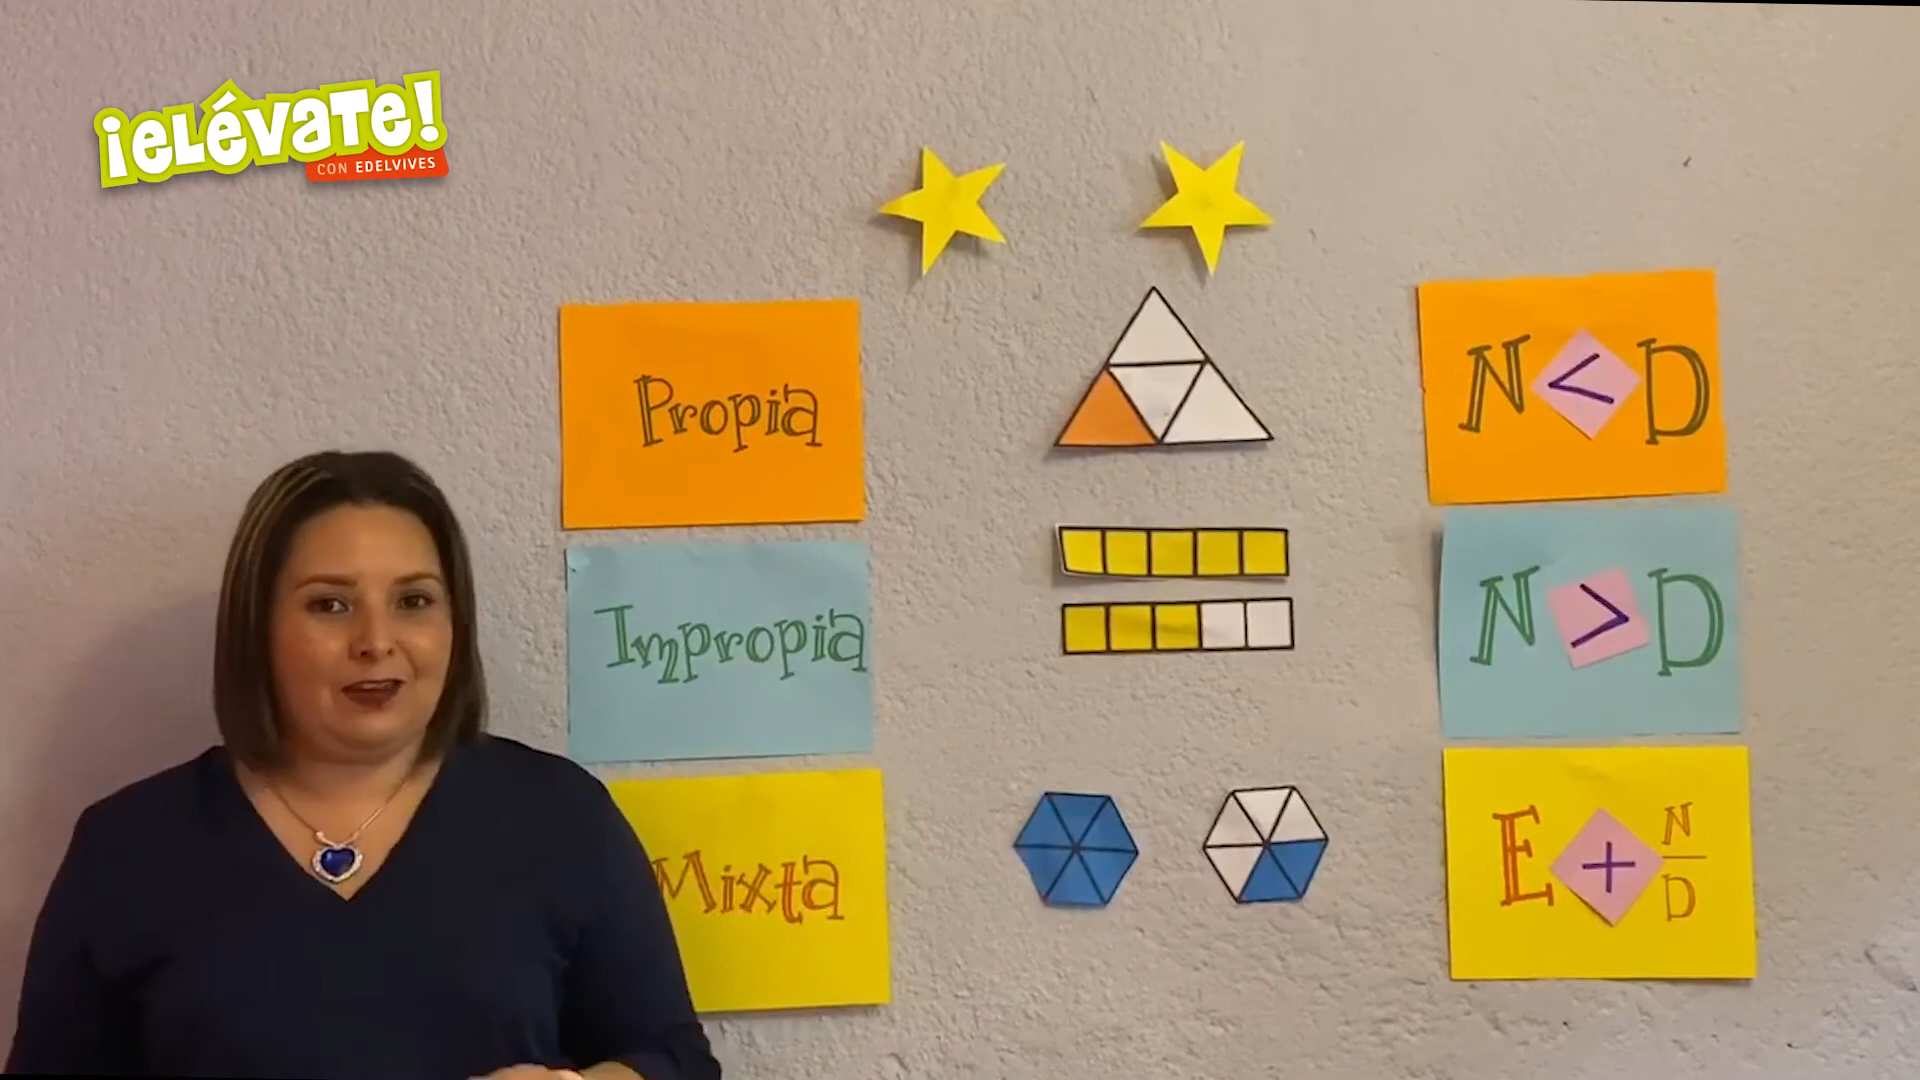 ¡eLévaTe!
CON EDELVIVES
Propia
N < D
Impropia
N > D
Mixta
E + N
D